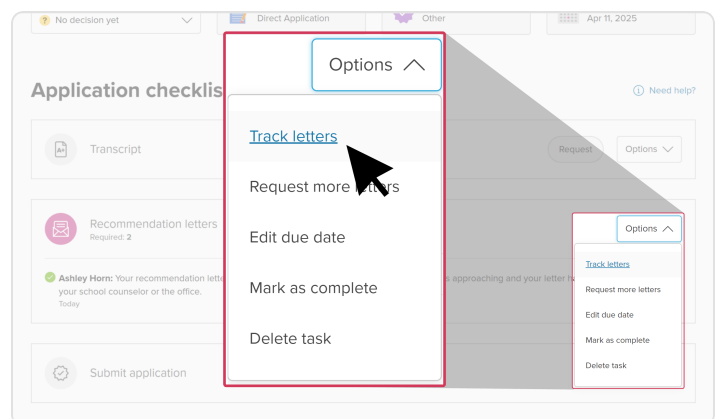 ? No decision yet
Direct Application
Other
Apr 11, 2025
Options
Application checklis
Need help?
Track letters
A+
Transcript
Request
Options
Request more letters
Recommendation letters
Required: 2
Options
Edit due date
Track letters
Ashley Horn: Your recommendation lette
s approaching and your letter h
your school counselor or the office.
Today
Mark as complete
Request more letters
Edit due date
Delete task
Mark as complete
Delete task
Submit application